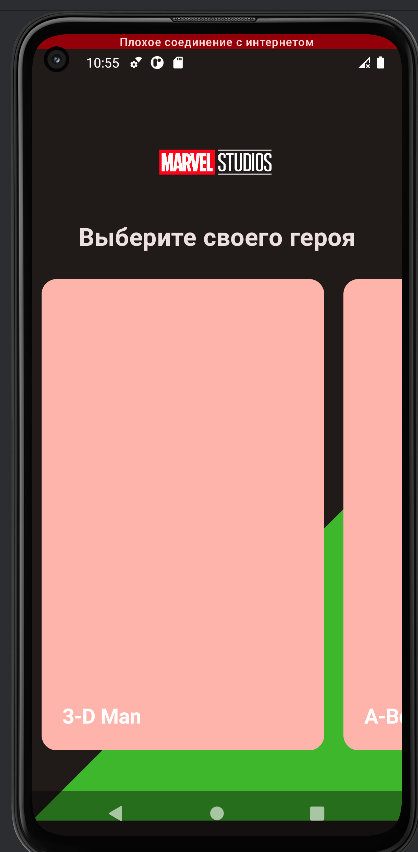 Плохое соединение с интернетом
10:55
MARVEL STUDIOS
Выберите своего героя
3-D Man